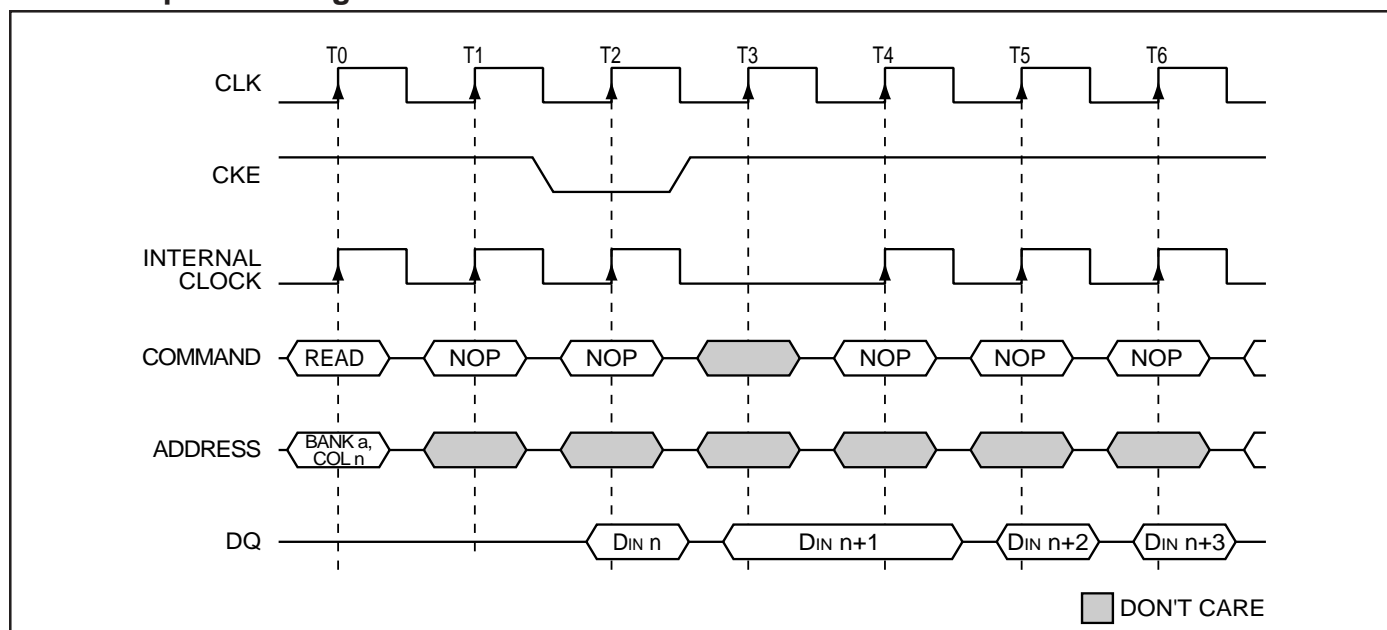 T0 T1 T2 T3 T4 T5 T6
CLK
CKE
INTERNAL
CLOCK
COMMAND READ NOP NOP NOP NOP NOP
ADDRESS BANK a,
COL n
DQ DIN n DIN n+1 DIN n+2 DIN n+3
DON'T CARE